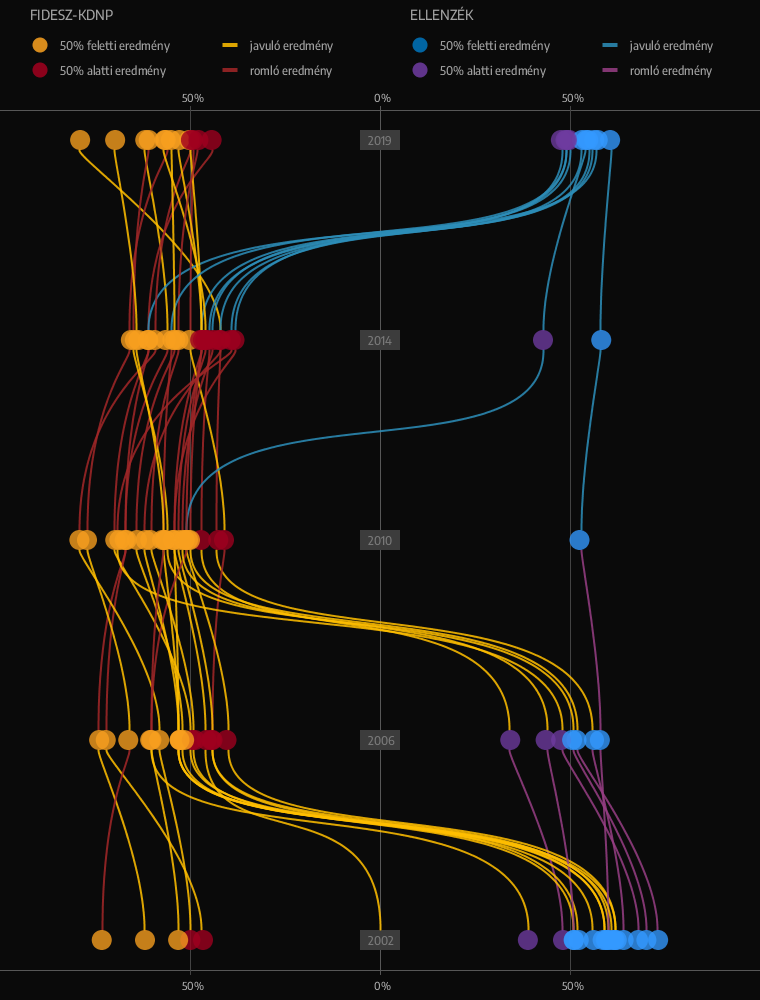 FIDESZ-KDNP
ELLENZÉK
50% feletti eredmény
javuló eredmény
50% feletti eredmény
javuló eredmény
50% alatti eredmény
romló eredmény
50% alatti eredmény
romló eredmény
50%
0%
50%
2019
2014
2010
2006
2002
50%
0%
50%